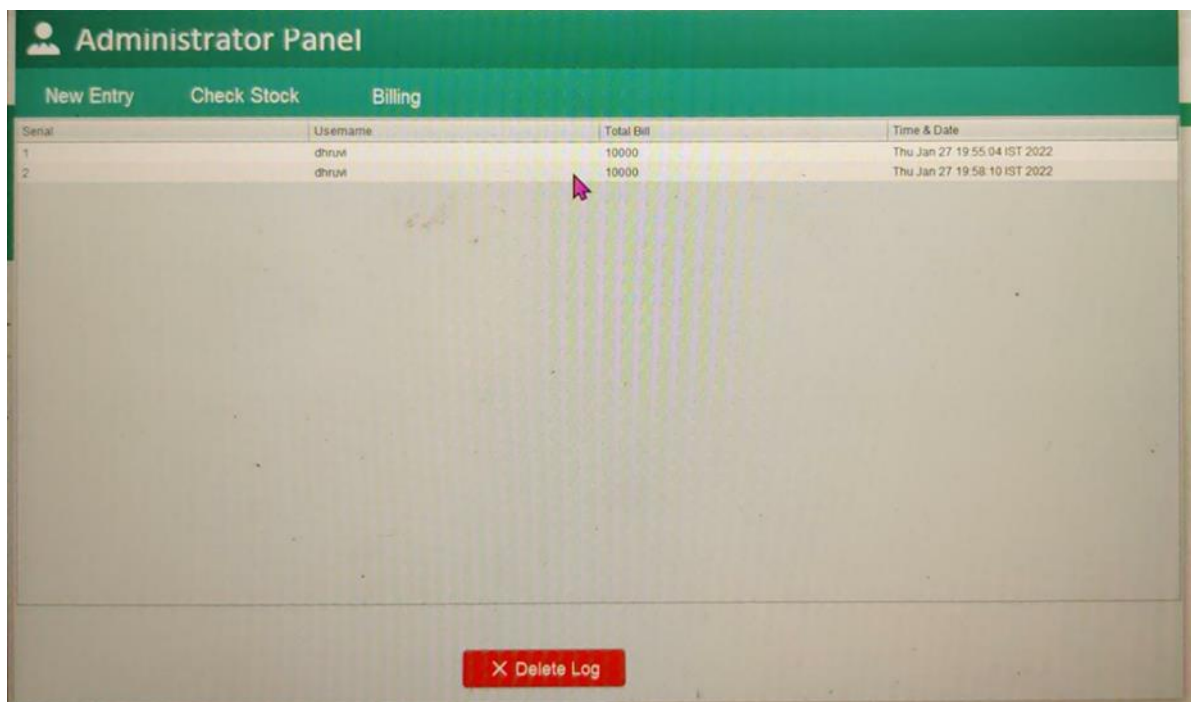 Administrator Panel
New Entry Check Stock Billing
Serial Username Total Bill Time & Date
1 dhruvi 10000 Thu Jan 27 19:55:04 IST 2022
2 dhruvi 10000 Thu Jan 27 19:58:10 IST 2022
Delete Log